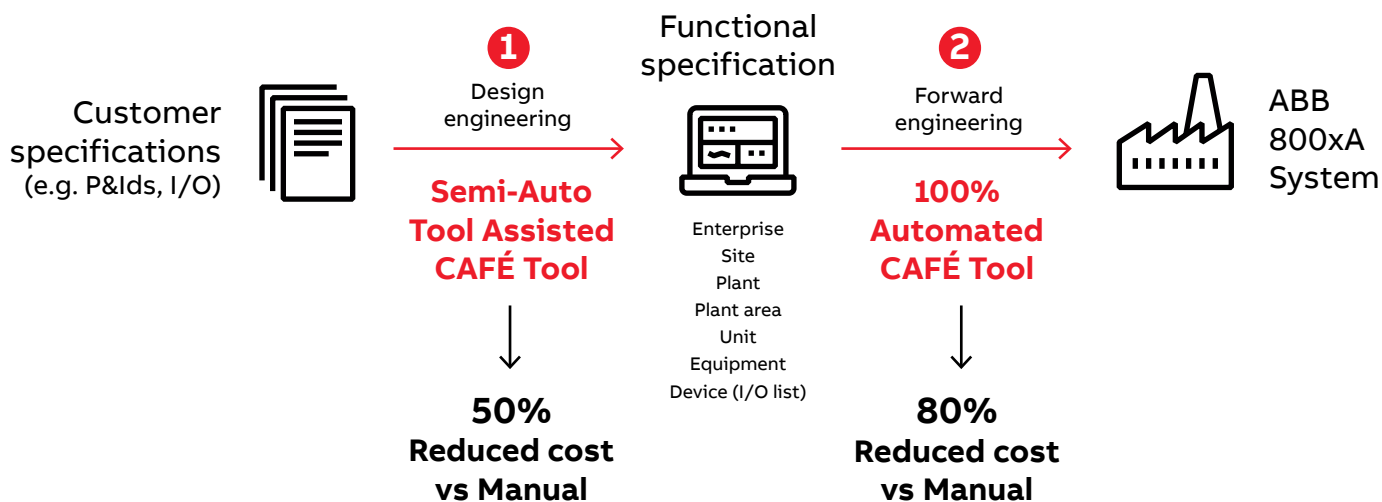 Customer
specifications
(e.g. P&Ids, I/O)
1
Design
engineering
Semi-Auto
Tool Assisted
CAFÉ Tool
50%
Reduced cost
vs Manual
Functional
specification
Enterprise
Site
Plant
Plant area
Unit
Equipment
Device (I/O list)
2
Forward
engineering
100%
Automated
CAFÉ Tool
80%
Reduced cost
vs Manual
ABB
800xA
System